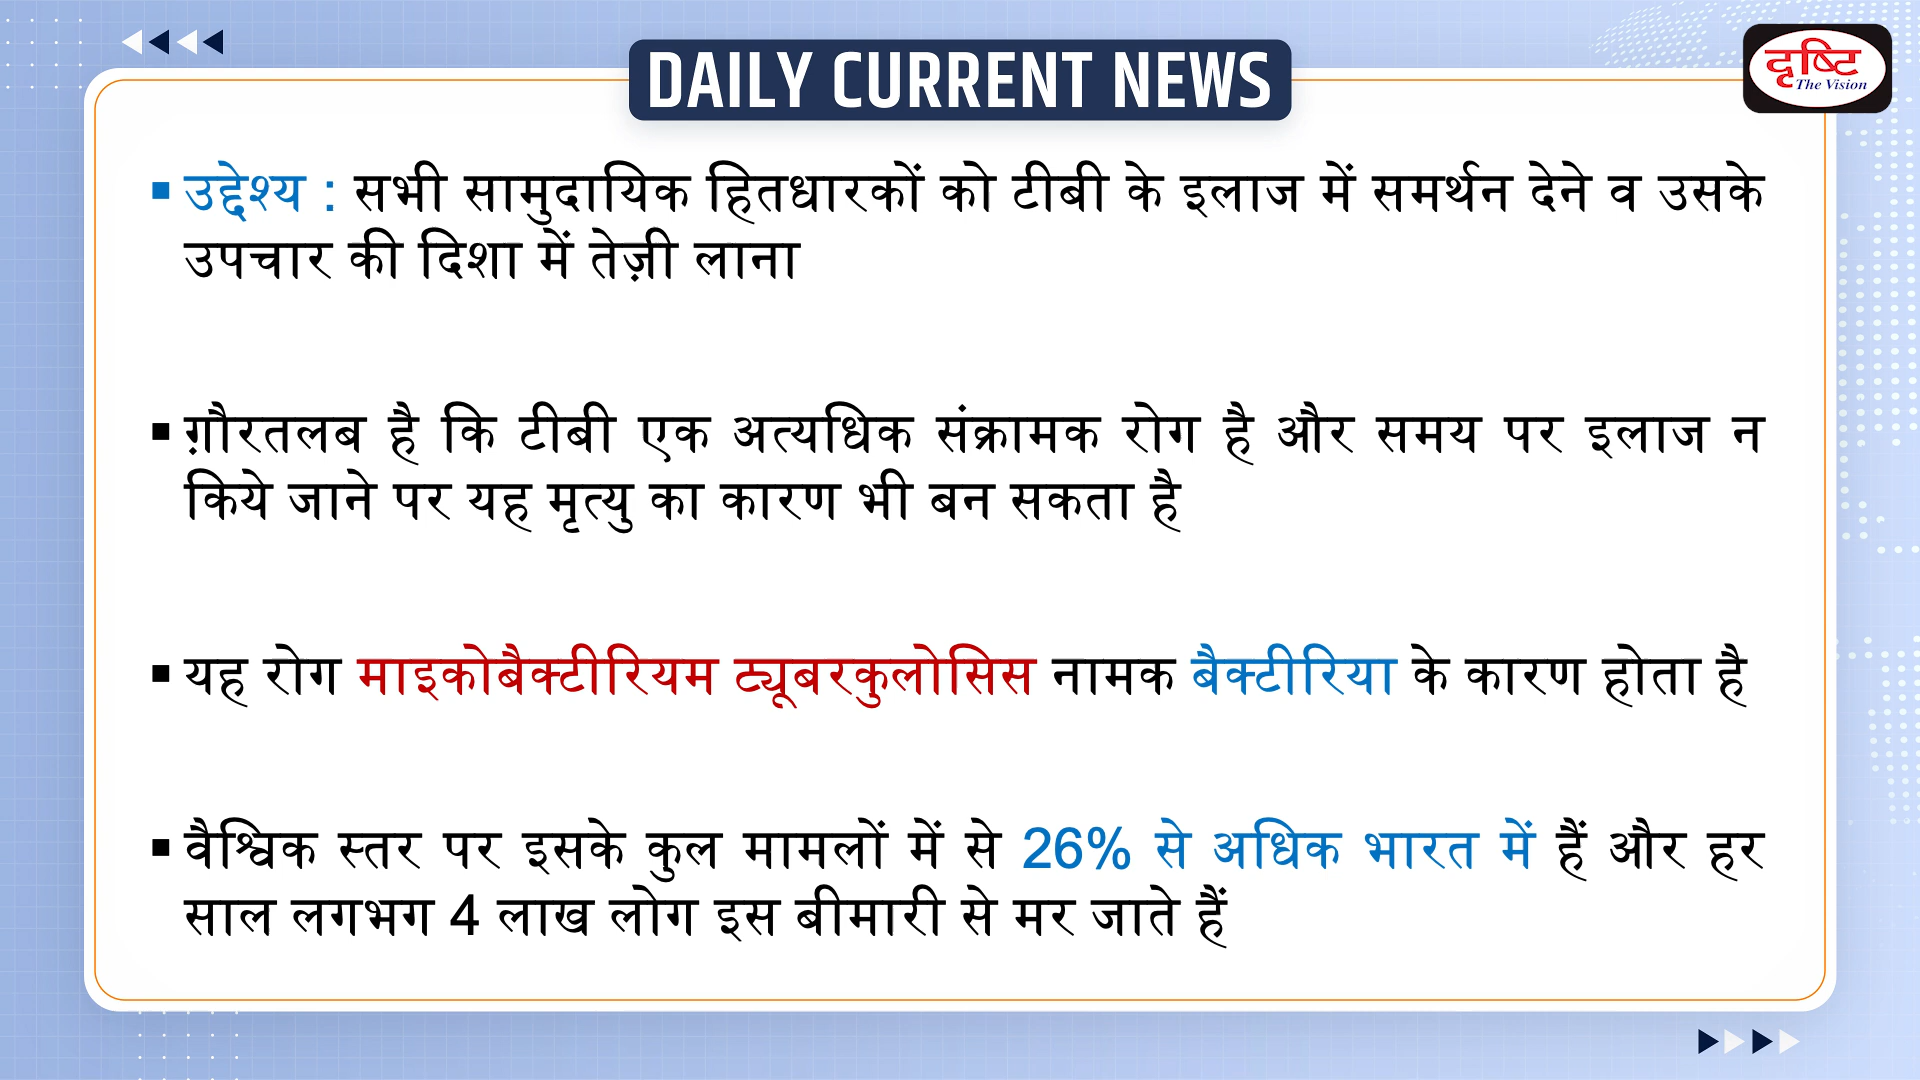 DAILY CURRENT NEWS
दृष्टि
The Vision
▪ उद्देश्य : सभी सामुदायिक हितधारकों को टीबी के इलाज में समर्थन देने व उसके
उपचार की दिशा में तेज़ी लाना
▪ ग़ौरतलब है कि टीबी एक अत्यधिक संक्रामक रोग है और समय पर इलाज न
किये जाने पर यह मृत्यु का कारण भी बन सकता है
▪ यह रोग माइकोबैक्टीरियम ट्यूबरकुलोसिस नामक बैक्टीरिया के कारण होता है
▪ वैश्विक स्तर पर इसके कुल मामलों में से 26% से अधिक भारत में हैं और हर
साल लगभग 4 लाख लोग इस बीमारी से मर जाते हैं